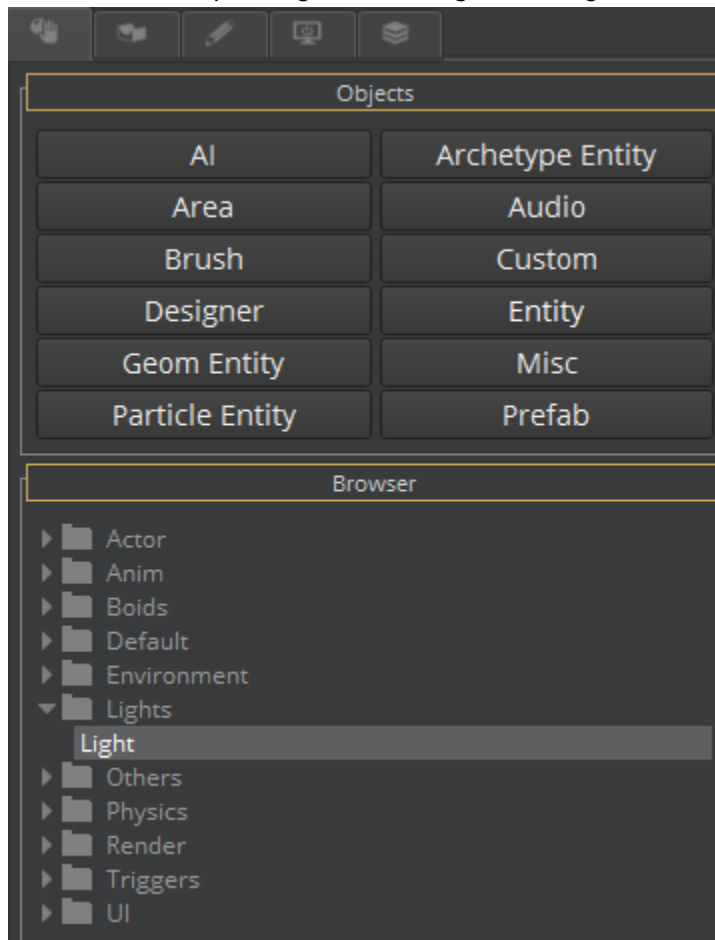 Objects
AI Archetype Entity
Area Audio
Brush Custom
Designer Entity
Geom Entity Misc
Particle Entity Prefab
Browser
Actor
Anim
Boids
Default
Environment
Lights
Light
Others
Physics
Render
Triggers
UI